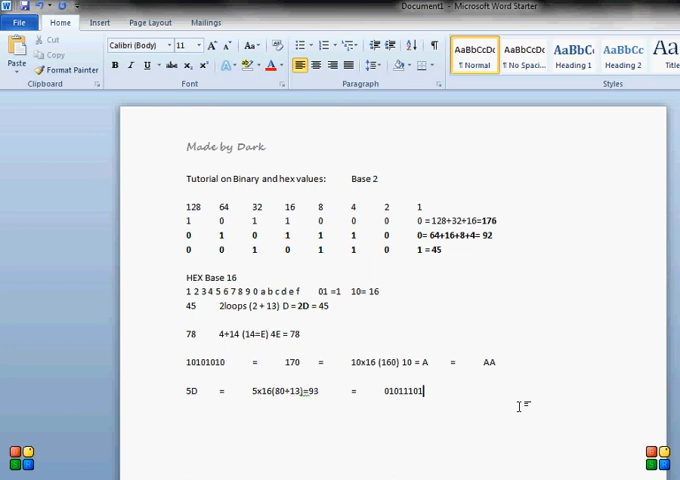 Document1 - Microsoft Word Starter
File Home Insert Page Layout Mailings
Cut
Copy
Format Painter
Paste
Clipboard
Calibri (Body) 11
Font
Paragraph
AaBbCcDc AaBbCcDc AaBbCc AaBbCc AaB
¶ Normal ¶ No Spaci... Heading 1 Heading 2 Title
Styles
Made by Dark
Tutorial on Binary and hex values: Base 2
128 64 32 16 8 4 2 1
1 0 1 1 0 0 0 0 = 128+32+16=176
0 1 0 1 1 1 0 0= 64+16+8+4= 92
0 0 1 0 1 1 0 1 = 45
HEX Base 16
1 2 3 4 5 6 7 8 9 0 a b c d e f 01 =1 10= 16
45 2loops (2 + 13) D = 2D = 45
78 4+14 (14=E) 4E = 78
10101010 = 170 = 10x16 (160) 10 = A = AA
5D = 5x16(80+13)=93 = 01011101